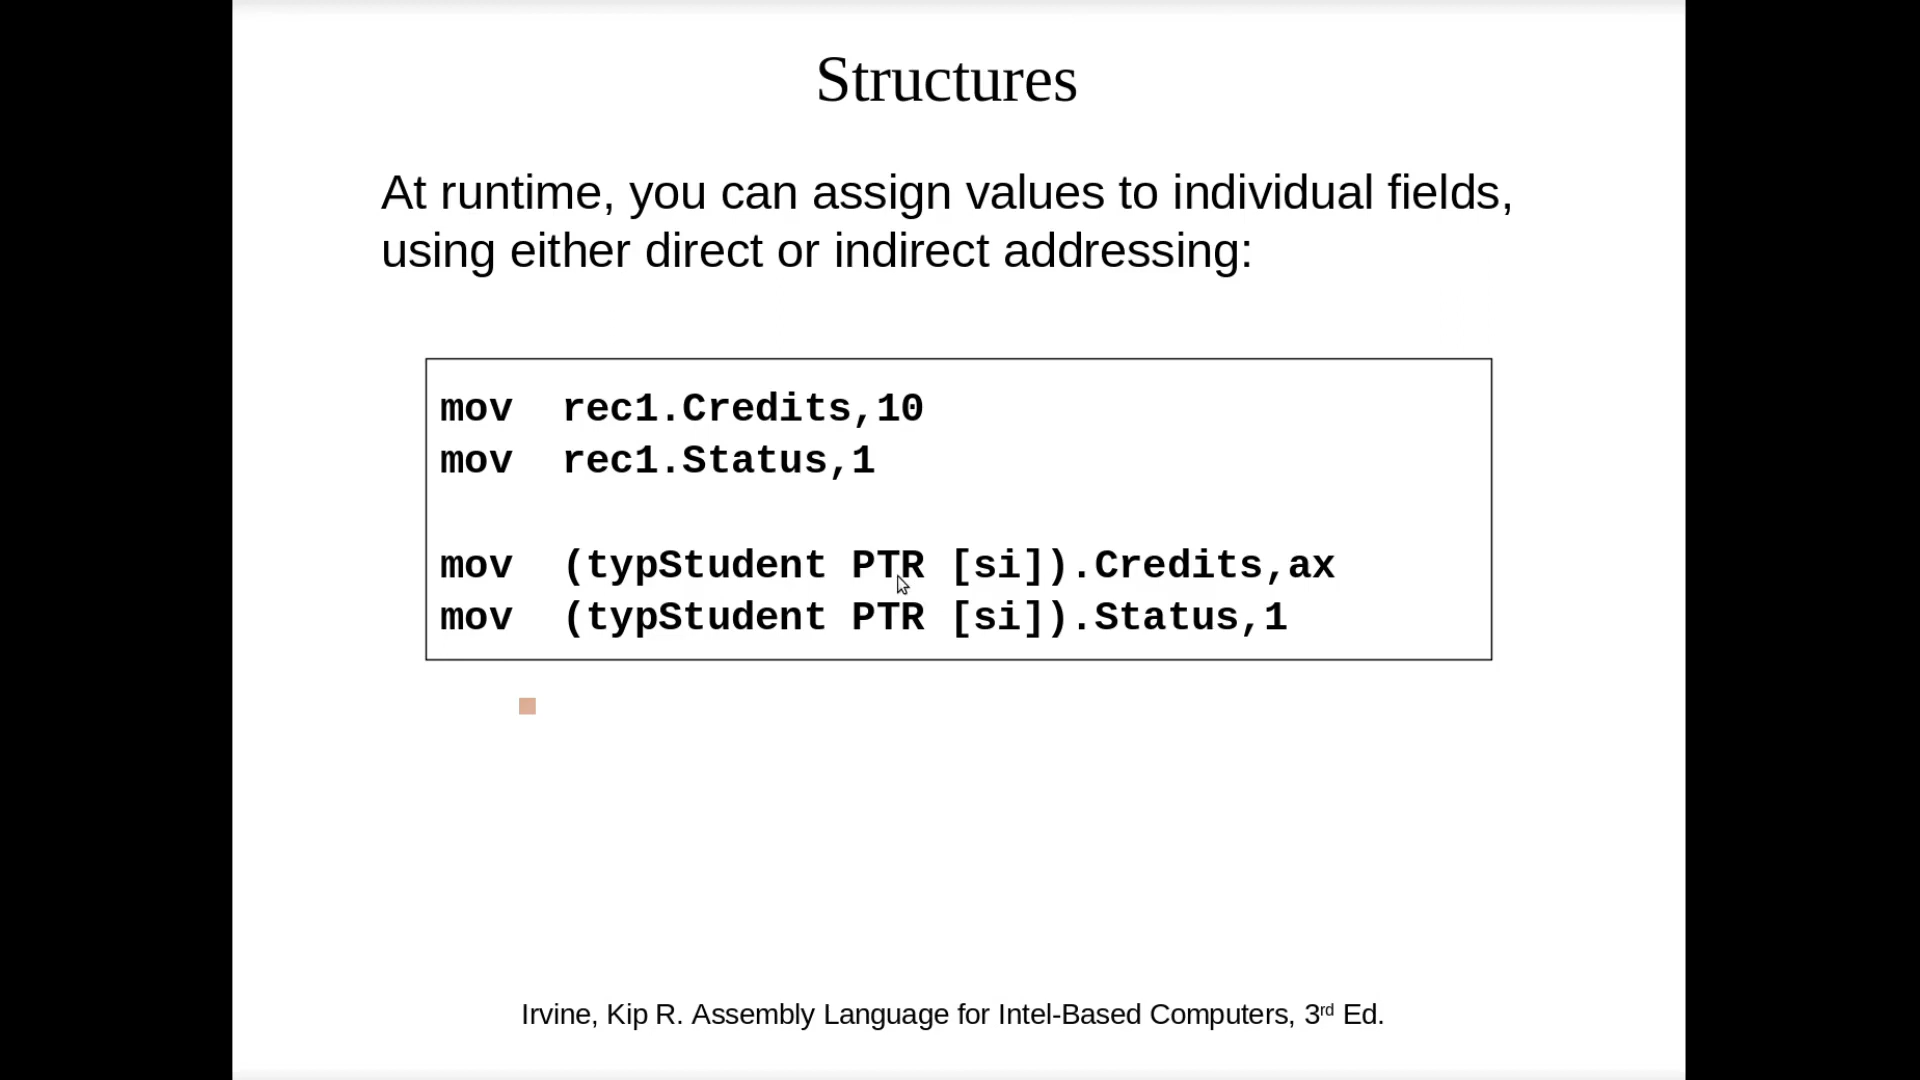 Structures
At runtime, you can assign values to individual fields,
using either direct or indirect addressing:
mov  rec1.Credits,10
mov  rec1.Status,1
mov  (typStudent PTR [si]).Credits,ax
mov  (typStudent PTR [si]).Status,1
Irvine, Kip R. Assembly Language for Intel-Based Computers, 3rd Ed.